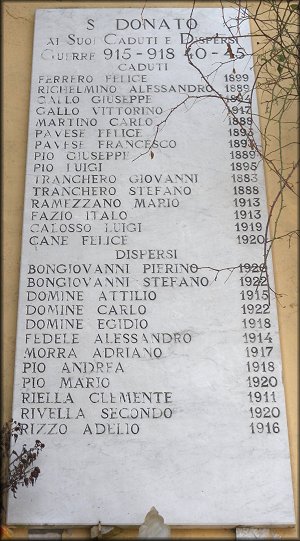 S DONATO
AI SUOI CADUTI E DISPERSI
GUERRE 915-918 40-45
CADUTI
FERRERO FELICE 1899
RICHELMINO ALESSANDRO 1889
GALLO GIUSEPPE 1894
GALLO VITTORINO 1917
MARTINO CARLO 1889
PAVESE FELICE 1893
PAVESE FRANCESCO 1893
PIO GIUSEPPE 1889
PIO LUIGI 1895
TRANCHERO GIOVANNI 1883
TRANCHERO STEFANO 1888
RAMEZZANO MARIO 1913
FAZIO ITALO 1913
CALOSSO LUIGI 1919
CANE FELICE 1920
DISPERSI
BONGIOVANNI PIERINO 1920
BONGIOVANNI STEFANO 1922
DOMINE ATTILIO 1915
DOMINE CARLO 1922
DOMINE EGIDIO 1918
FEDELE ALESSANDRO 1914
MORRA ADRIANO 1917
PIO ANDREA 1918
PIO MARIO 1920
RIELLA CLEMENTE 1911
RIVELLA SECONDO 1920
RIZZO ADELIO 1916